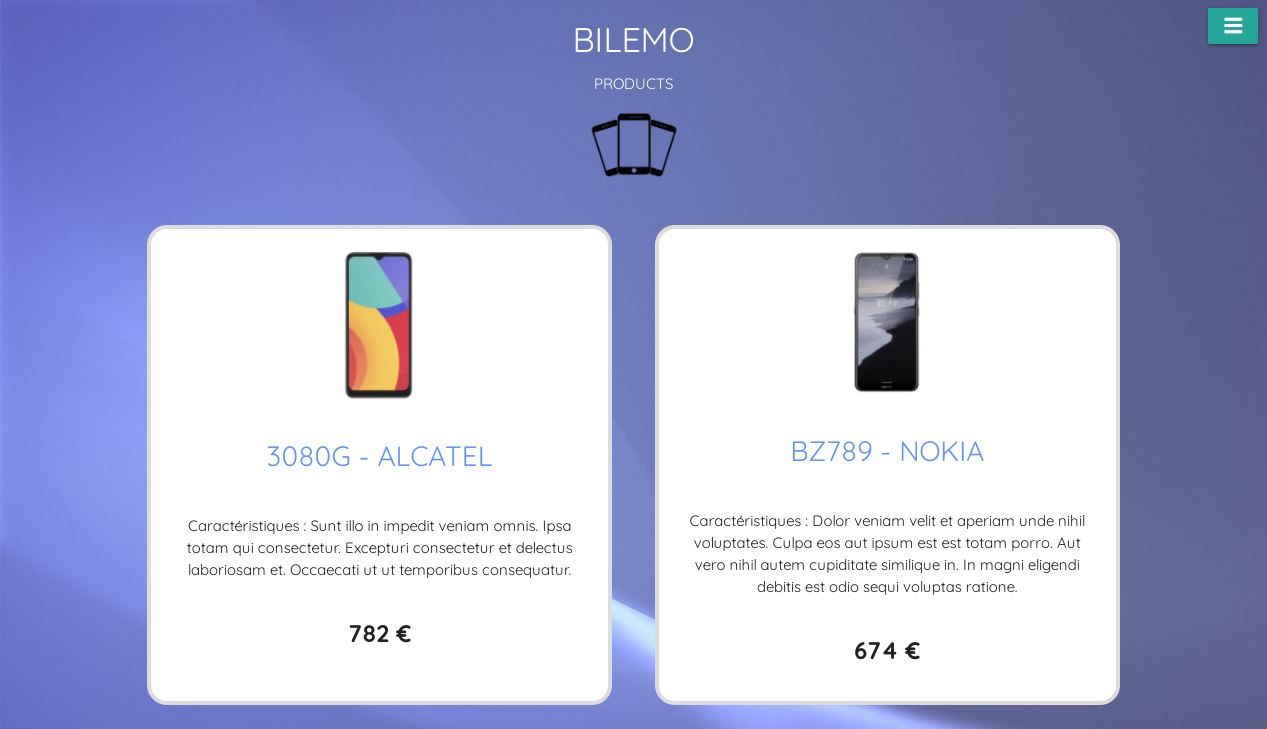 BILEMO
PRODUCTS
3080G - ALCATEL
Caractéristiques : Sunt illo in impedit veniam omnis. Ipsa
totam qui consectetur. Excepturi consectetur et delectus
laboriosam et. Occaecati ut ut temporibus consequatur.
782 €
BZ789 - NOKIA
Caractéristiques : Dolor veniam velit et aperiam unde nihil
voluptates. Culpa eos aut ipsum est est totam porro. Aut
vero nihil autem cupiditate similique in. In magni eligendi
debitis est odio sequi voluptas ratione.
674 €